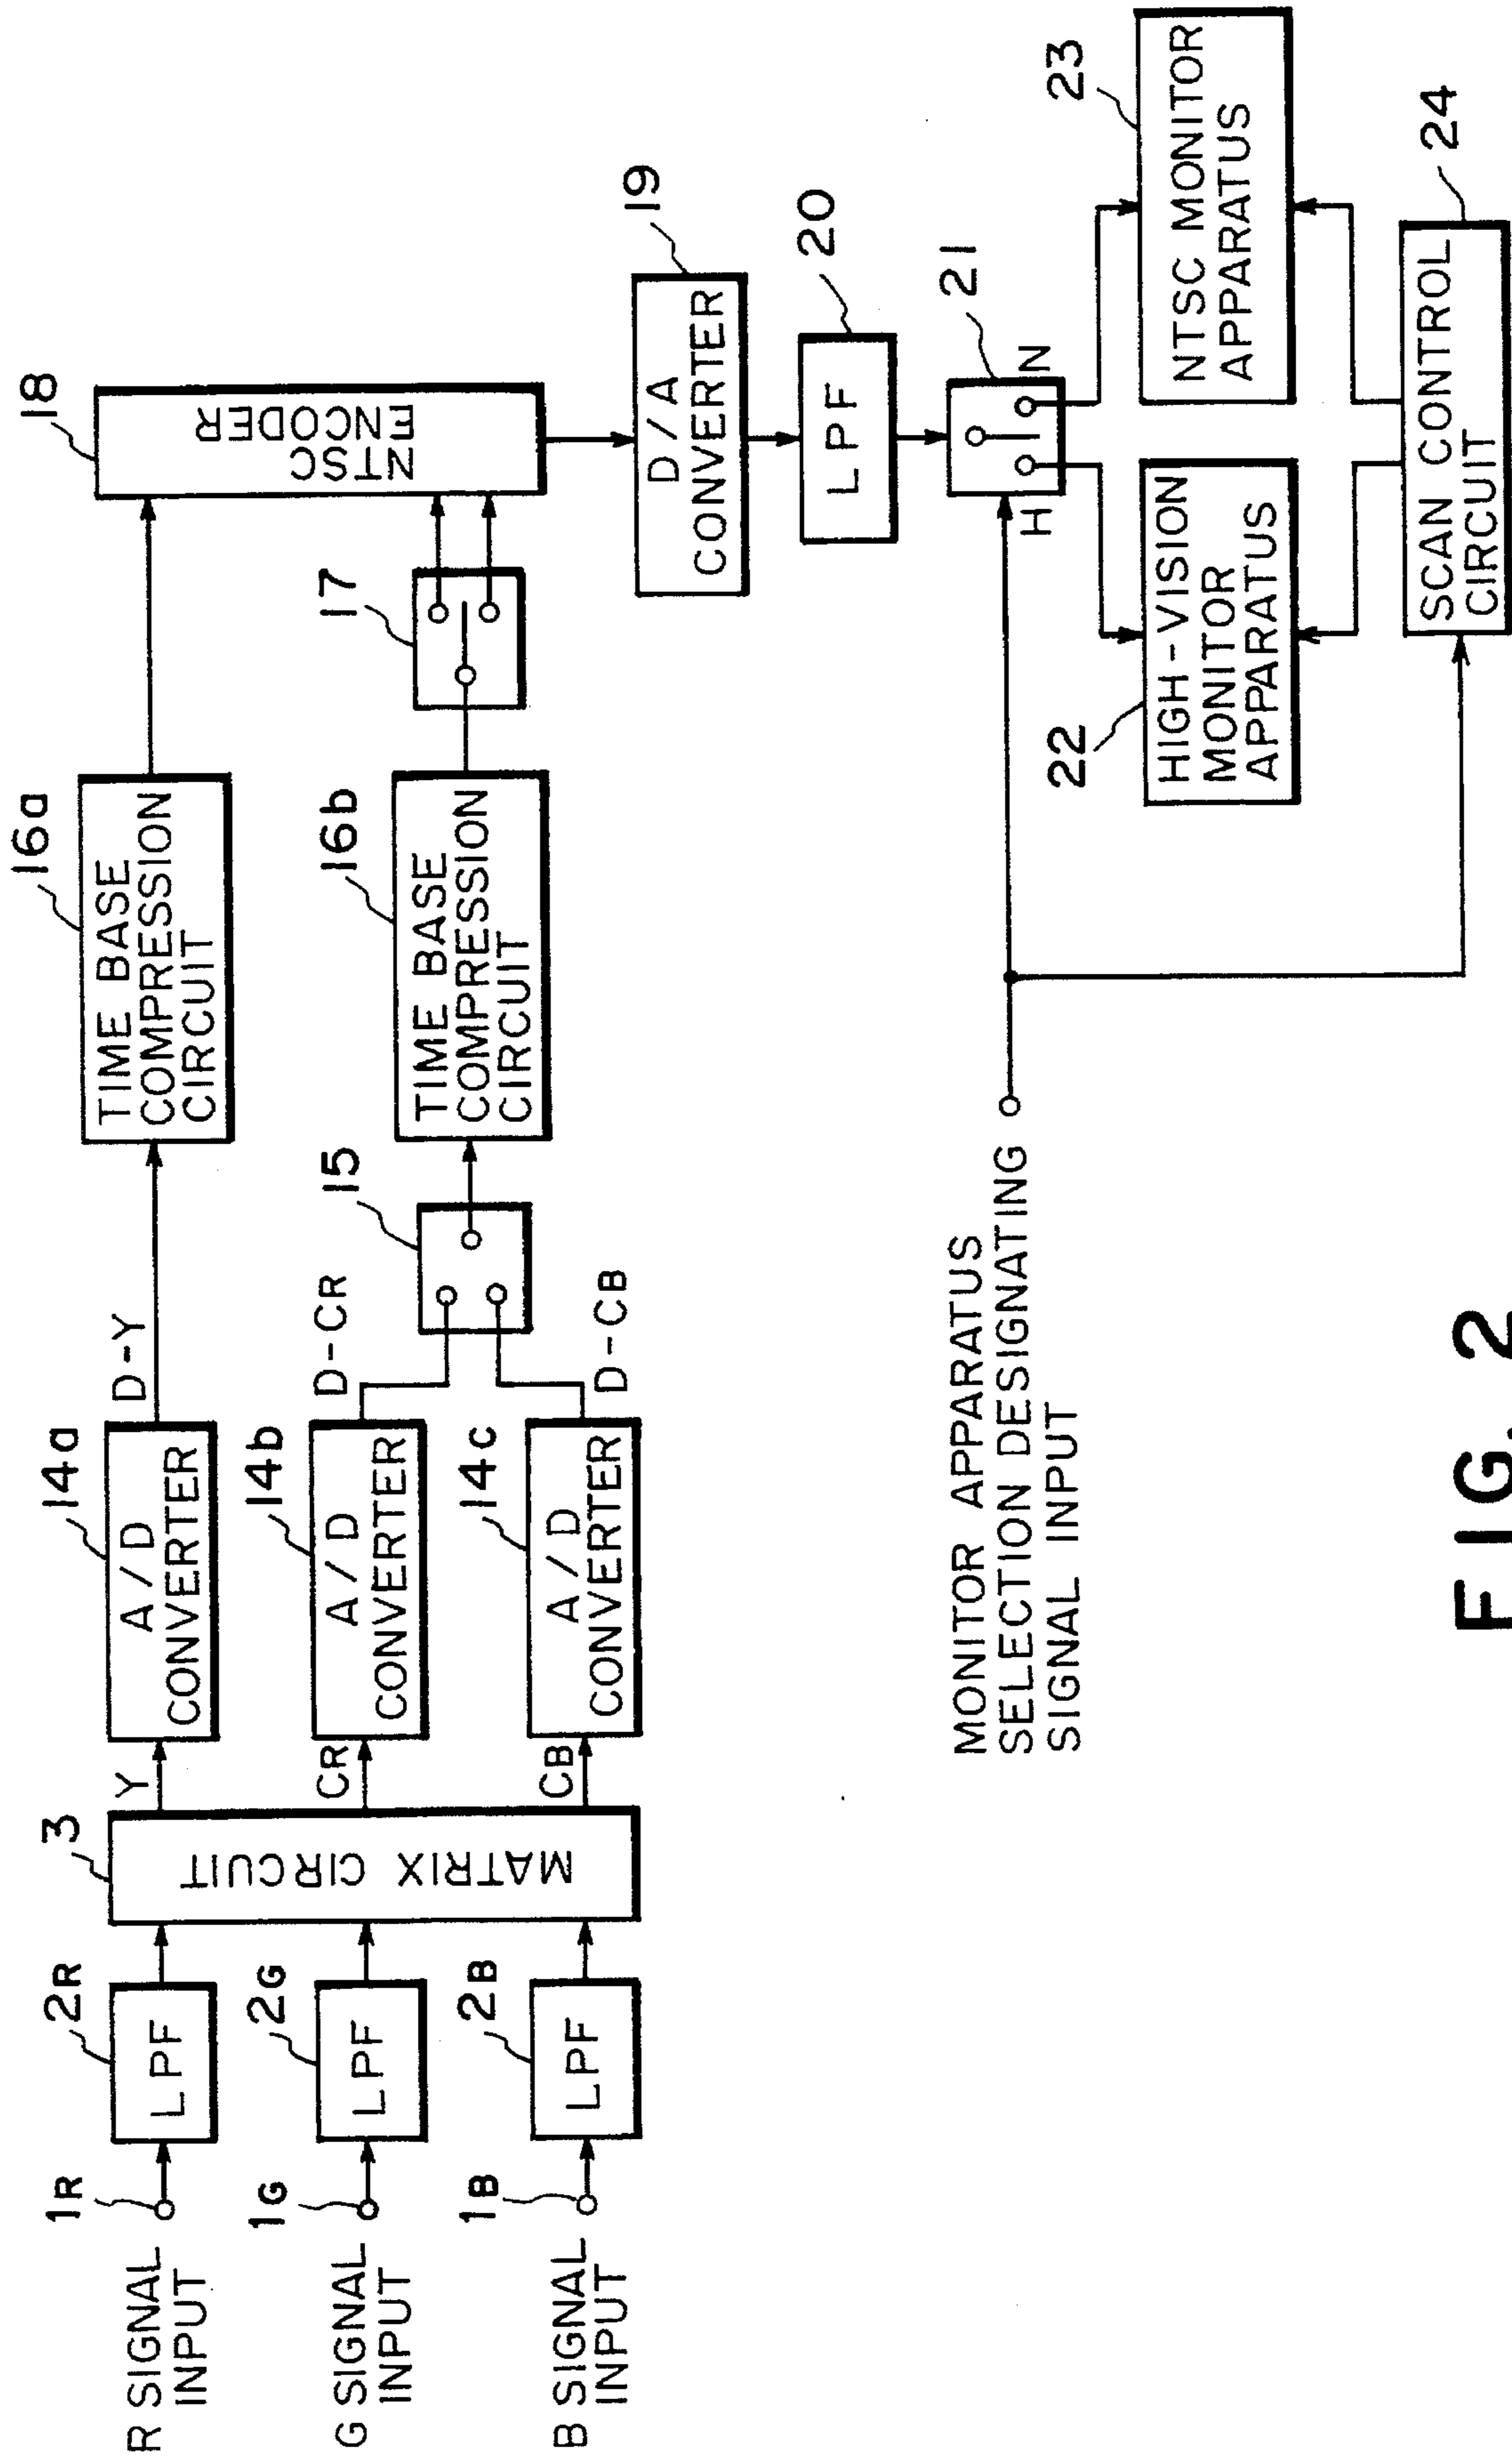 R SIGNAL
INPUT
1R
2R
LPF
G SIGNAL
INPUT
1G
2G
LPF
B SIGNAL
INPUT
1B
2B
LPF
3
MATRIX CIRCUIT
Y
CR
CB
14a
A/D
CONVERTER
D-Y
14b
A/D
CONVERTER
D-CR
14c
A/D
CONVERTER
D-CB
15
16a
TIME BASE
COMPRESSION
CIRCUIT
16b
TIME BASE
COMPRESSION
CIRCUIT
17
18
NTSC
ENCODER
19
D/A
CONVERTER
20
LPF
21
H
N
MONITOR APPARATUS
SELECTION DESIGNATING
SIGNAL INPUT
22
HIGH-VISION
MONITOR
APPARATUS
23
NTSC MONITOR
APPARATUS
24
SCAN CONTROL
CIRCUIT
FIG. 2